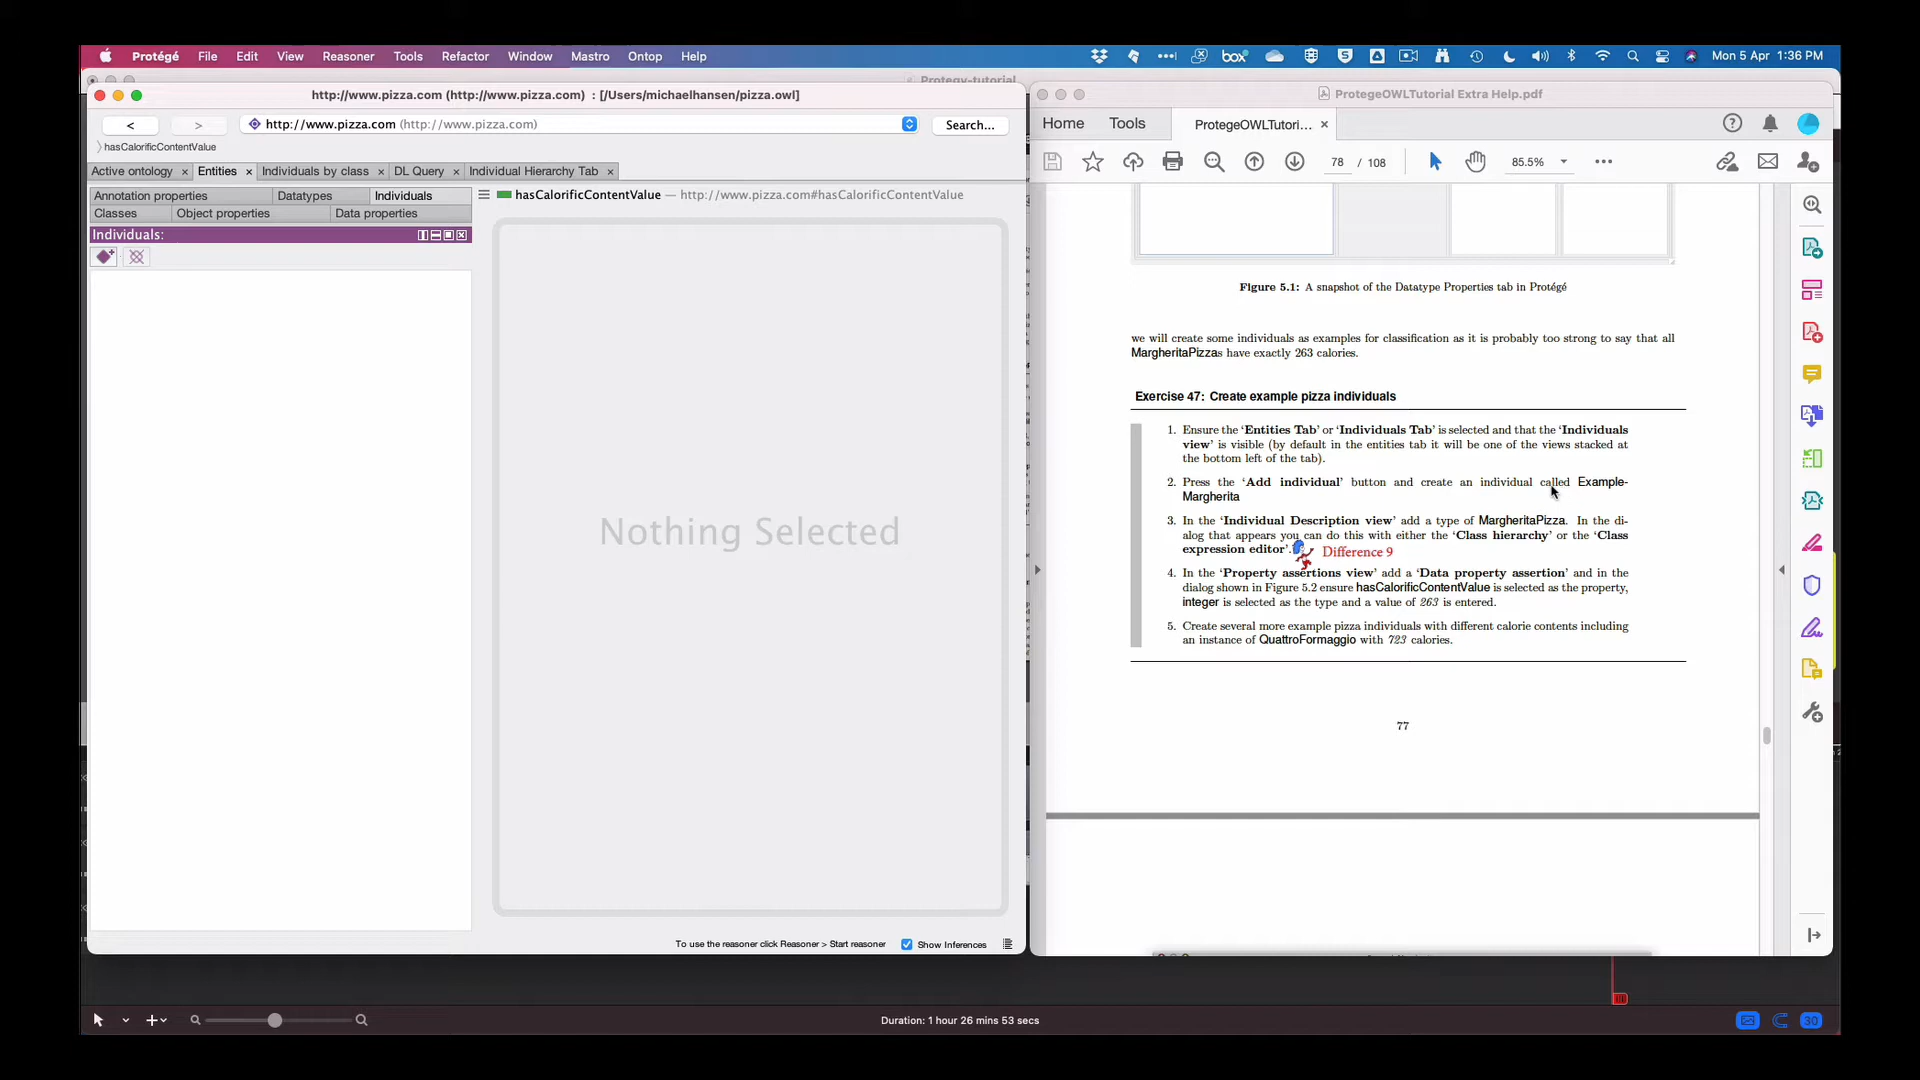 Protégé File Edit View Reasoner Tools Refactor Window Mastro Ontop Help
box Mon 5 Apr 1:36 PM
Protegy-tutorial
http://www.pizza.com (http://www.pizza.com) : [/Users/michaelhansen/pizza.owl]
< > http://www.pizza.com (http://www.pizza.com) Search...
hasCalorificContentValue
Active ontology × Entities × Individuals by class × DL Query × Individual Hierarchy Tab ×
Annotation properties Datatypes Individuals
Classes Object properties Data properties
Individuals:
hasCalorificContentValue — http://www.pizza.com#hasCalorificContentValue
Nothing Selected
To use the reasoner click Reasoner > Start reasoner Show Inferences
ProtegeOWLTutorial Extra Help.pdf
Home Tools ProtegeOWLTutori... ×
78 / 108 85.5%
Figure 5.1: A snapshot of the Datatype Properties tab in Protégé
we will create some individuals as examples for classification as it is probably too strong to say that all
MargheritaPizzas have exactly 263 calories.
Exercise 47: Create example pizza individuals
1. Ensure the ‘Entities Tab’ or ‘Individuals Tab’ is selected and that the ‘Individuals
view’ is visible (by default in the entities tab it will be one of the views stacked at
the bottom left of the tab).
2. Press the ‘Add individual’ button and create an individual called Example-
Margherita
3. In the ‘Individual Description view’ add a type of MargheritaPizza. In the di-
alog that appears you can do this with either the ‘Class hierarchy’ or the ‘Class
expression editor’. Difference 9
4. In the ‘Property assertions view’ add a ‘Data property assertion’ and in the
dialog shown in Figure 5.2 ensure hasCalorificContentValue is selected as the property,
integer is selected as the type and a value of 263 is entered.
5. Create several more example pizza individuals with different calorie contents including
an instance of QuattroFormaggio with 723 calories.
77
Duration: 1 hour 26 mins 53 secs
30